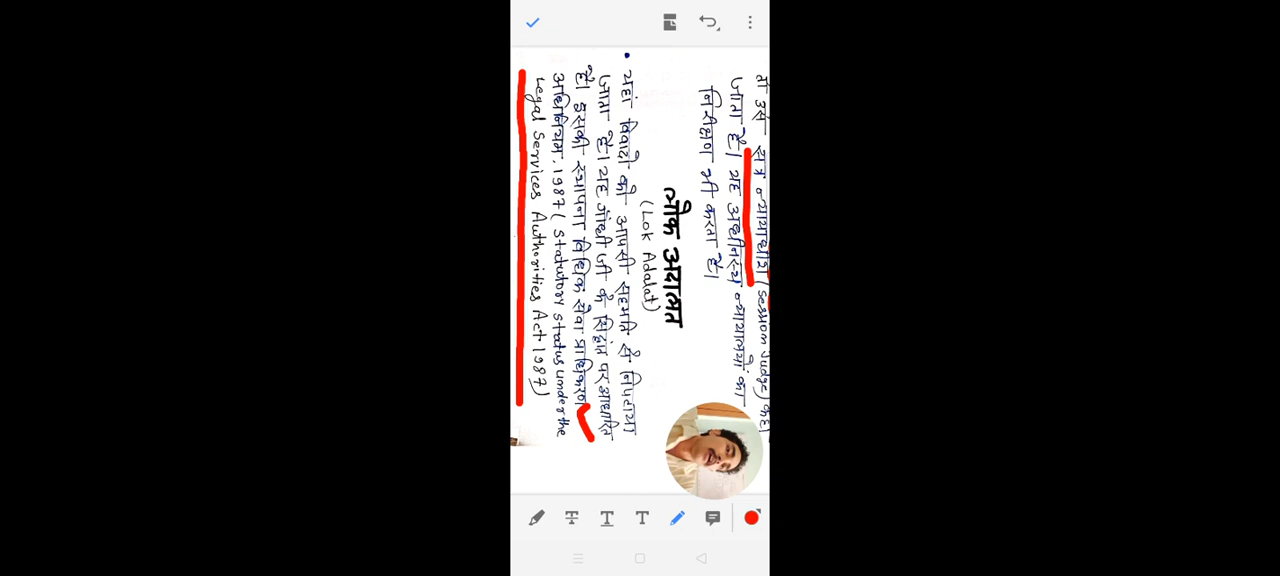 तो उसे सत्र न्यायाधीश (Session Judge) कहा
जाता है। यह अधीनस्थ न्यायालयों का
निरीक्षण भी करता है।
लोक अदालत
(Lok Adalat)
• यहां विवादों को आपसी सहमति से निपटाया
जाता है। यह गांधी जी के सिद्धांत पर आधारित
है। इसकी स्थापना विधिक सेवा प्राधिकरण
अधिनियम, 1987 ( Statutory status under the
Legal Services Authorities Act 1987)